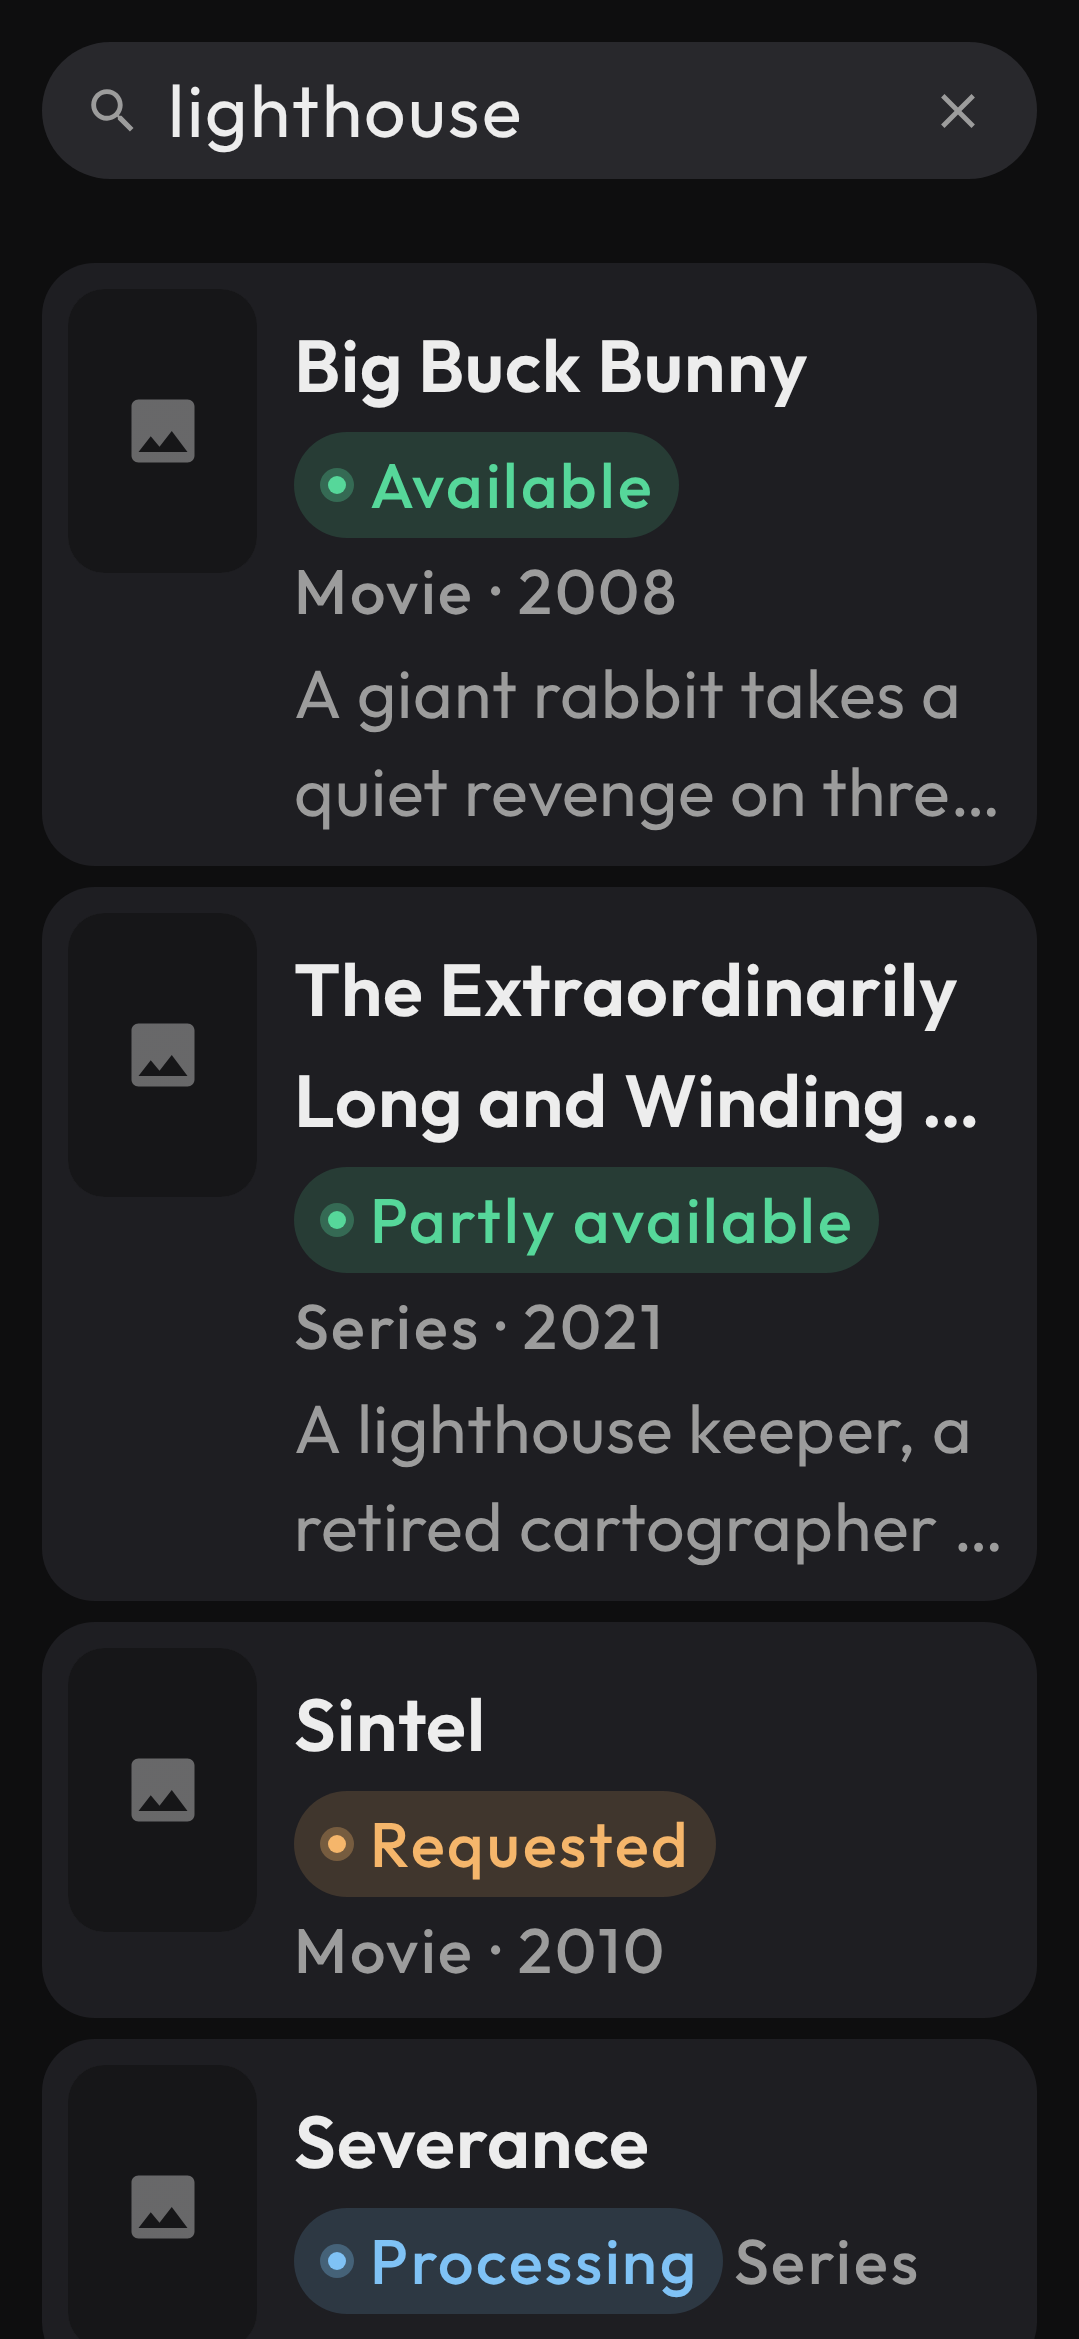 lighthouse
Big Buck Bunny
Available
Movie · 2008
A giant rabbit takes a
quiet revenge on thre…
The Extraordinarily
Long and Winding …
Partly available
Series · 2021
A lighthouse keeper, a
retired cartographer …
Sintel
Requested
Movie · 2010
Severance
Processing Series